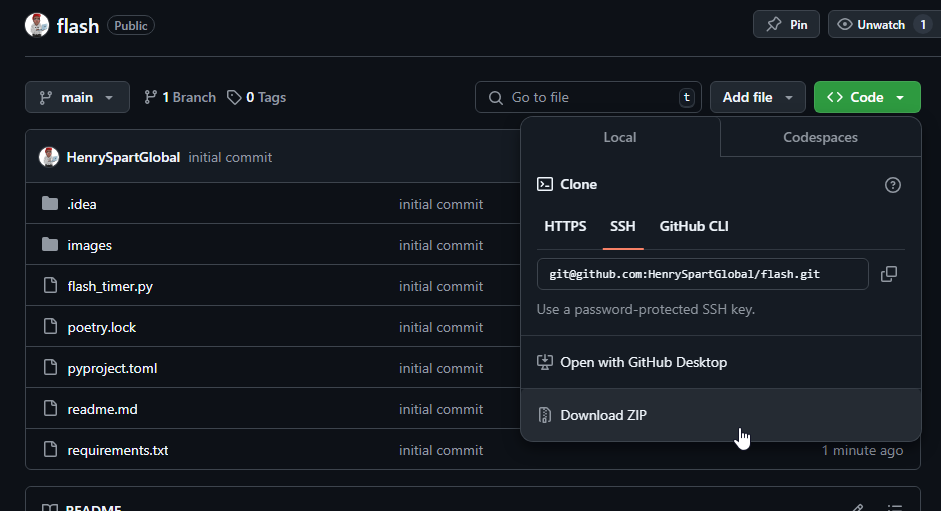 flash Public Pin Unwatch 1
main 1 Branch 0 Tags Go to file t Add file Code
HenrySpartGlobal initial commit
.idea initial commit
images initial commit
flash_timer.py initial commit
poetry.lock initial commit
pyproject.toml initial commit
readme.md initial commit
requirements.txt initial commit 1 minute ago
README
Local Codespaces
Clone
HTTPS SSH GitHub CLI
git@github.com:HenrySpartGlobal/flash.git
Use a password-protected SSH key.
Open with GitHub Desktop
Download ZIP